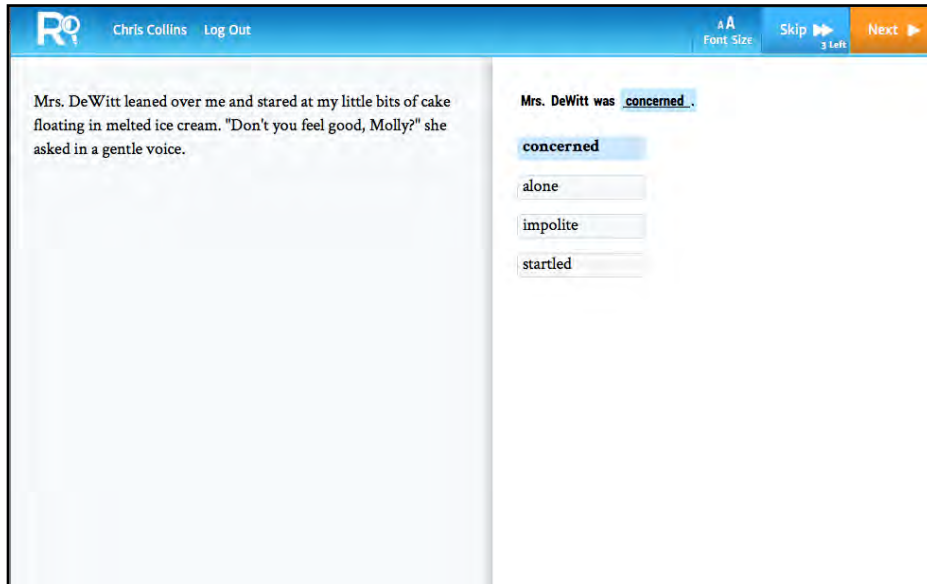 Chris Collins Log Out
AA
Font Size
Skip
3 Left
Next
Mrs. DeWitt leaned over me and stared at my little bits of cake
floating in melted ice cream. "Don't you feel good, Molly?" she
asked in a gentle voice.
Mrs. DeWitt was concerned .
concerned
alone
impolite
startled